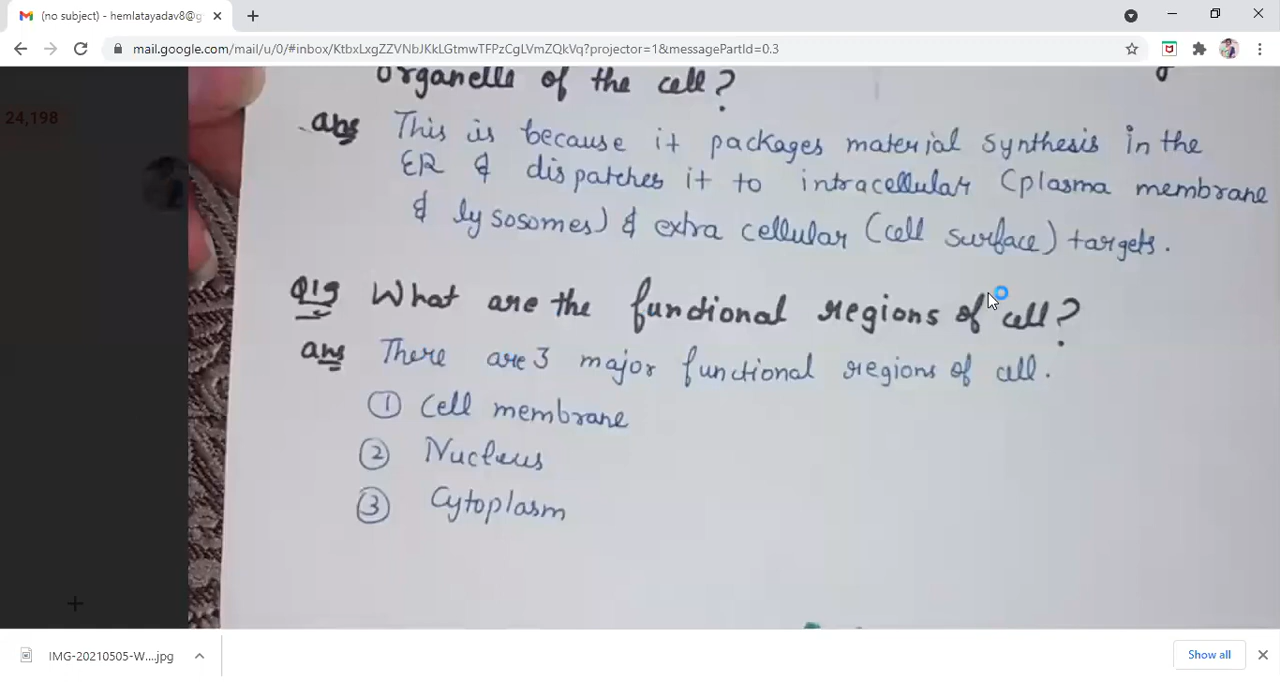 (no subject) - hemlatayadav8@g
mail.google.com/mail/u/0/#inbox/KtbxLxgZZVNbJKkLGtmwTFPzCgLVmZQkVq?projector=1&messagePartId=0.3
24,198
Organelle of the cell?
ans This is because it packages material synthesis in the
ER & dispatches it to intracellular (plasma membrane
& lysosomes) & extra cellular (cell surface) targets.
Q19 What are the functional regions of cell?
ans There are 3 major functional regions of cell.
① Cell membrane
② Nucleus
③ Cytoplasm
IMG-20210505-W....jpg
Show all